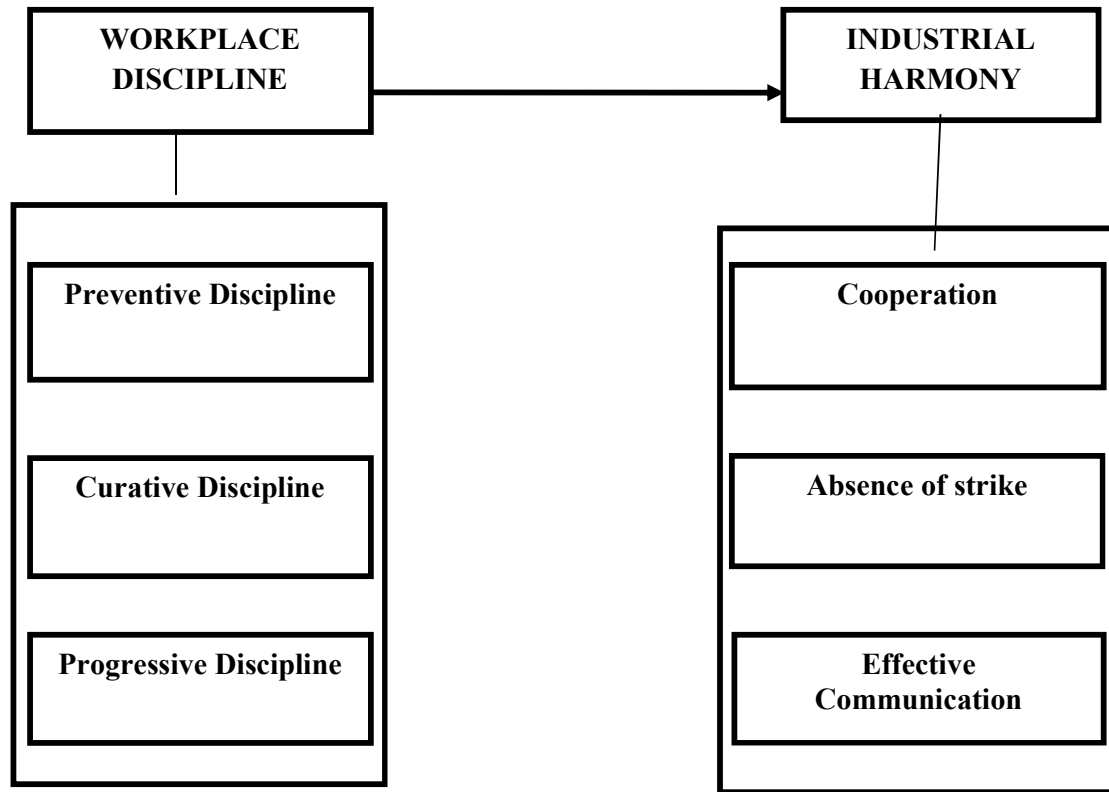 WORKPLACE
DISCIPLINE
INDUSTRIAL
HARMONY
Preventive Discipline
Curative Discipline
Progressive Discipline
Cooperation
Absence of strike
Effective
Communication